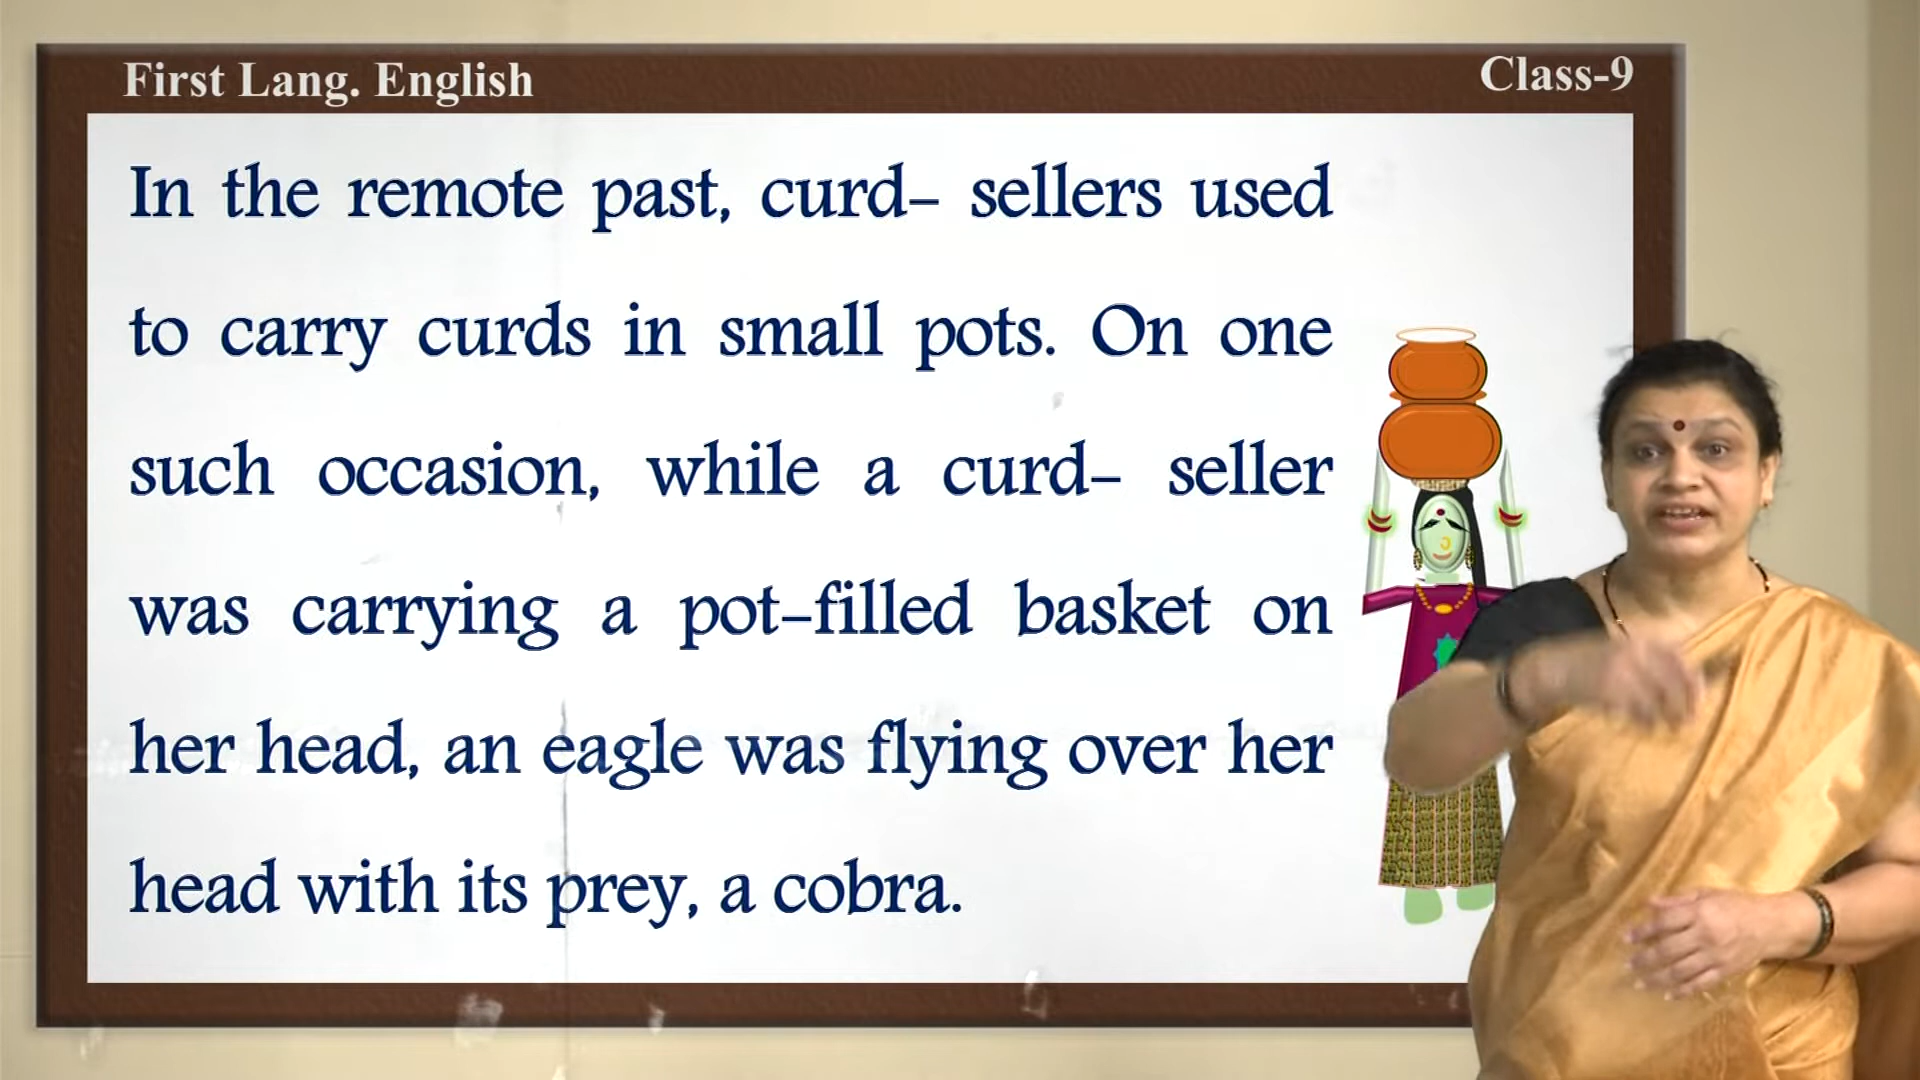 First Lang. English
Class-9
In the remote past, curd- sellers used
to carry curds in small pots. On one
such occasion, while a curd- seller
was carrying a pot-filled basket on
her head, an eagle was flying over her
head with its prey, a cobra.